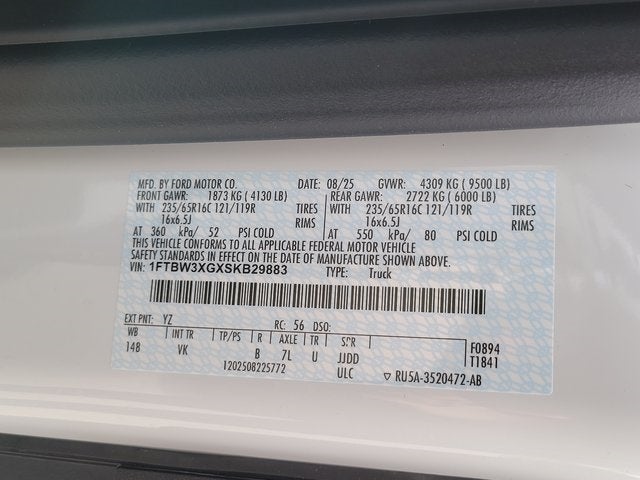 MFD. BY FORD MOTOR CO. DATE: 08/25 GVWR: 4309 KG ( 9500 LB)
FRONT GAWR: 1873 KG ( 4130 LB) REAR GAWR: 2722 KG ( 6000 LB)
WITH 235/65R16C 121/119R TIRES WITH 235/65R16C 121/119R TIRES
16x6.5J RIMS 16x6.5J RIMS
AT 360 kPa/ 52 PSI COLD AT 550 kPa/ 80 PSI COLD
THIS VEHICLE CONFORMS TO ALL APPLICABLE FEDERAL MOTOR VEHICLE
SAFETY STANDARDS IN EFFECT ON THE DATE OF MANUFACTURE SHOWN ABOVE.
VIN: 1FTBW3XGXSKB29883 TYPE: Truck
EXT PNT: YZ RC: 56 DSO:
WB INT TR TP/PS R AXLE TR SPR F0894
148 VK B 7L U JJDD T1841
1202508225772 ULC ▽ RU5A-3520472-AB